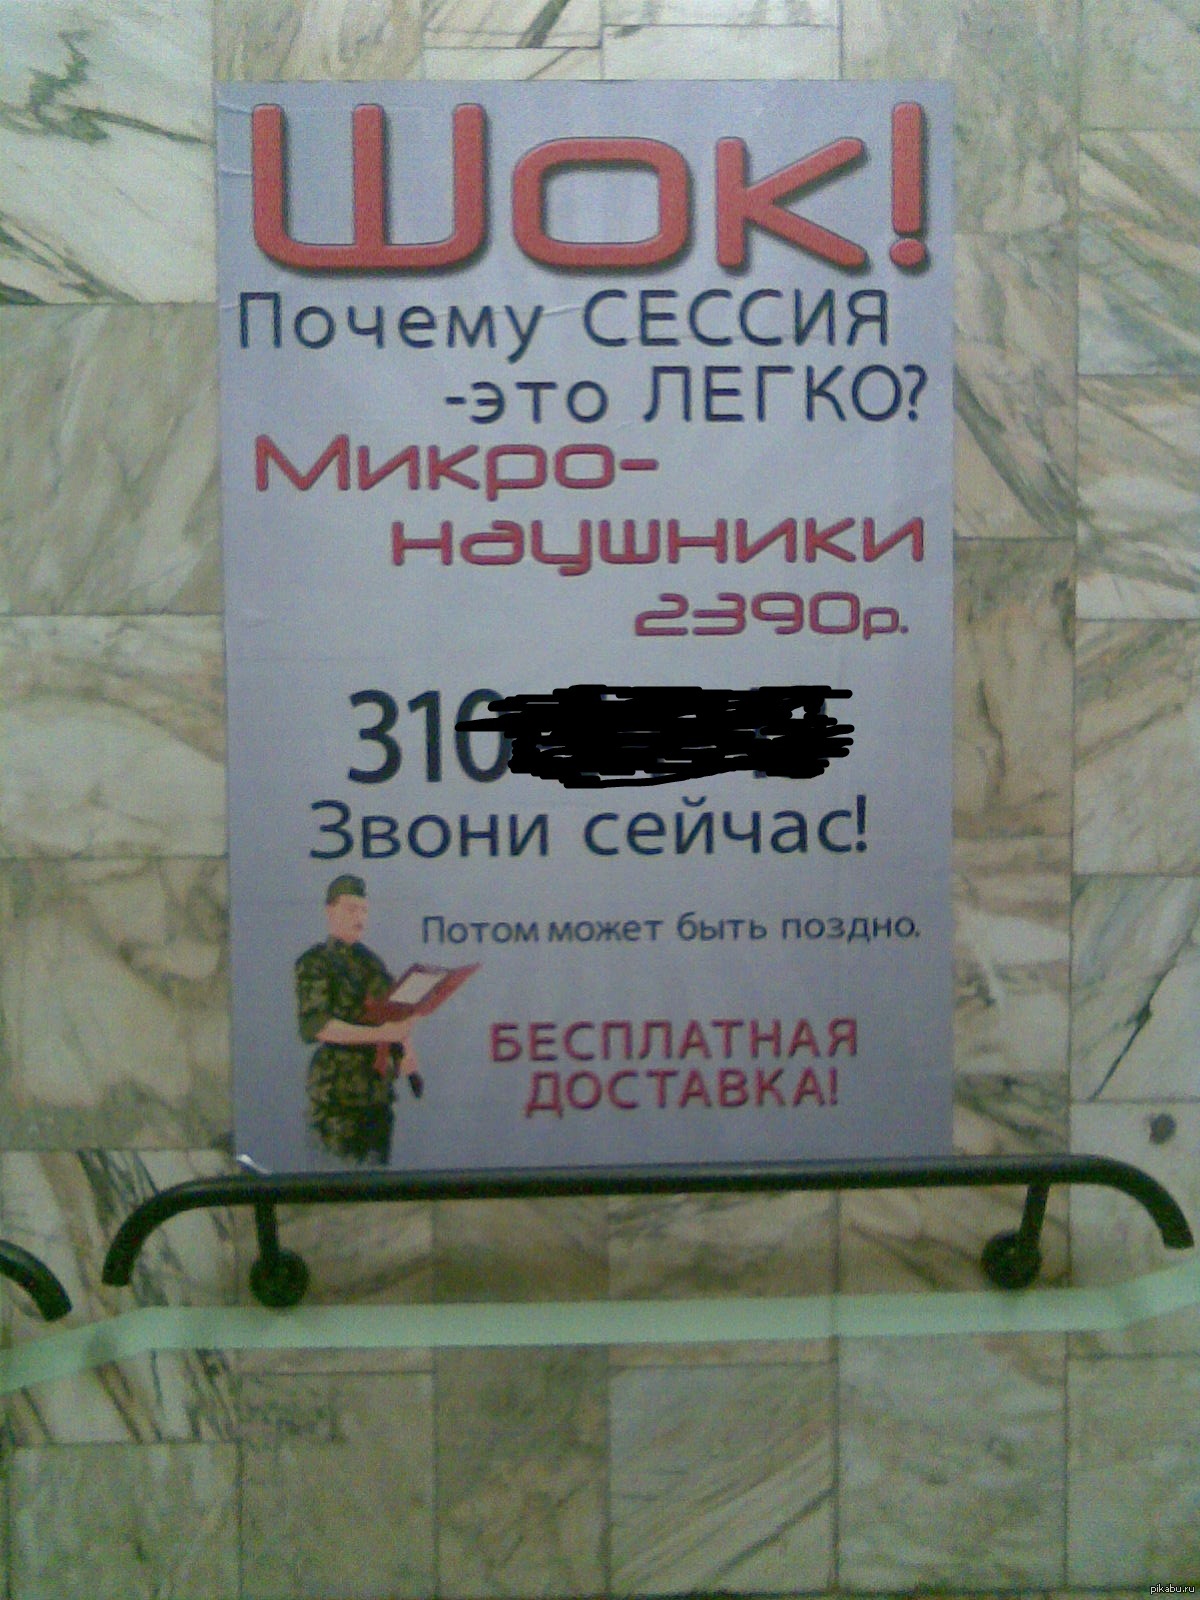 Шок!
Почему СЕССИЯ
-это ЛЕГКО?
Микро-
наушники
2390р.
310
Звони сейчас!
Потом может быть поздно.
БЕСПЛАТНАЯ
ДОСТАВКА!
pikabu.ru